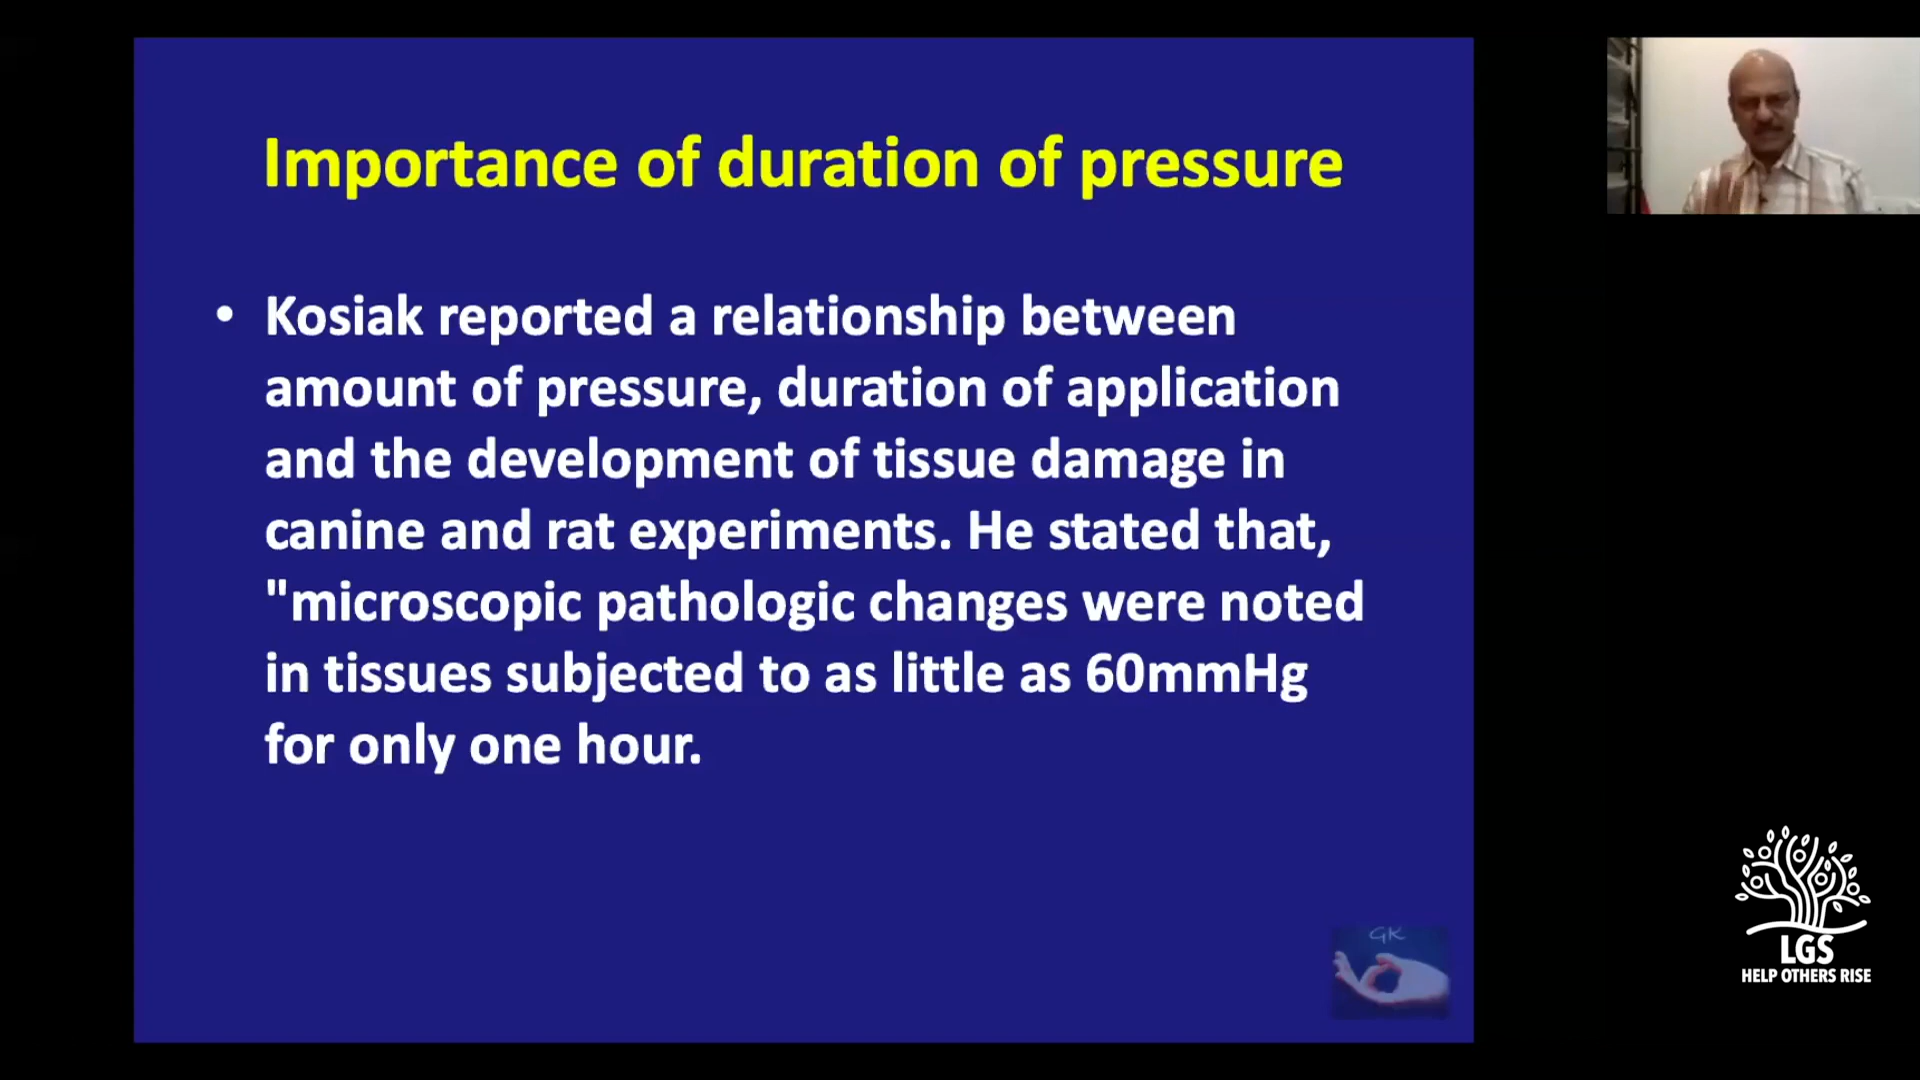 Importance of duration of pressure
• Kosiak reported a relationship between
amount of pressure, duration of application
and the development of tissue damage in
canine and rat experiments. He stated that,
"microscopic pathologic changes were noted
in tissues subjected to as little as 60mmHg
for only one hour.
GK
LGS
HELP OTHERS RISE